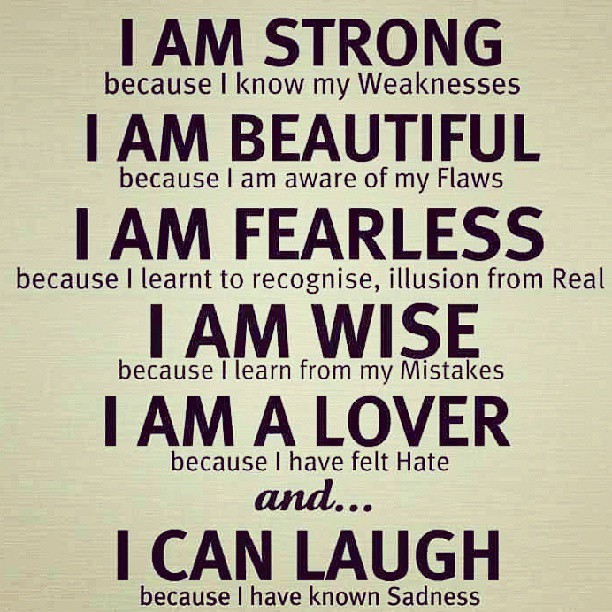 I AM STRONG
because I know my Weaknesses
I AM BEAUTIFUL
because I am aware of my Flaws
I AM FEARLESS
because I learnt to recognise, illusion from Real
I AM WISE
because I learn from my Mistakes
I AM A LOVER
because I have felt Hate
and...
I CAN LAUGH
because I have known Sadness